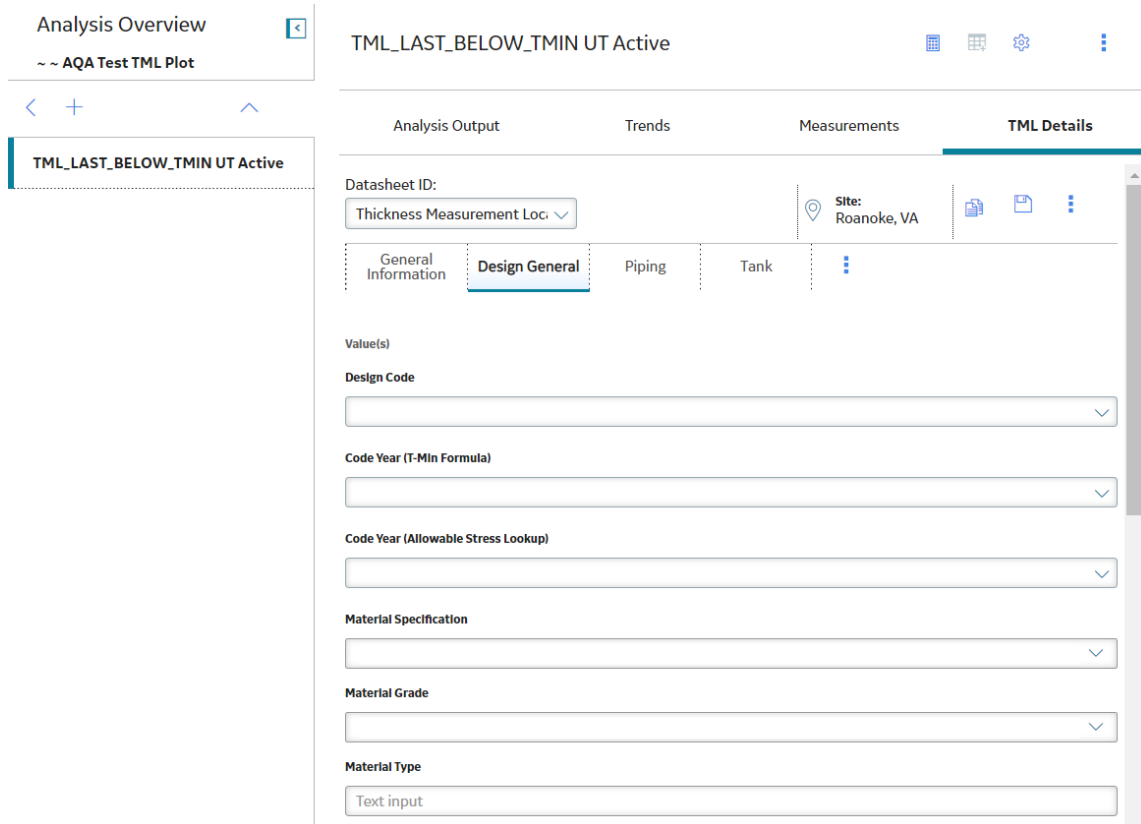 Analysis Overview
~ ~ AQA Test TML Plot
TML_LAST_BELOW_TMIN UT Active
TML_LAST_BELOW_TMIN UT Active
Analysis Output
Trends
Measurements
TML Details
Datasheet ID:
Thickness Measurement Loc
Site:
Roanoke, VA
General
Information
Design General
Piping
Tank
Value(s)
Design Code
Code Year (T-Min Formula)
Code Year (Allowable Stress Lookup)
Material Specification
Material Grade
Material Type
Text input